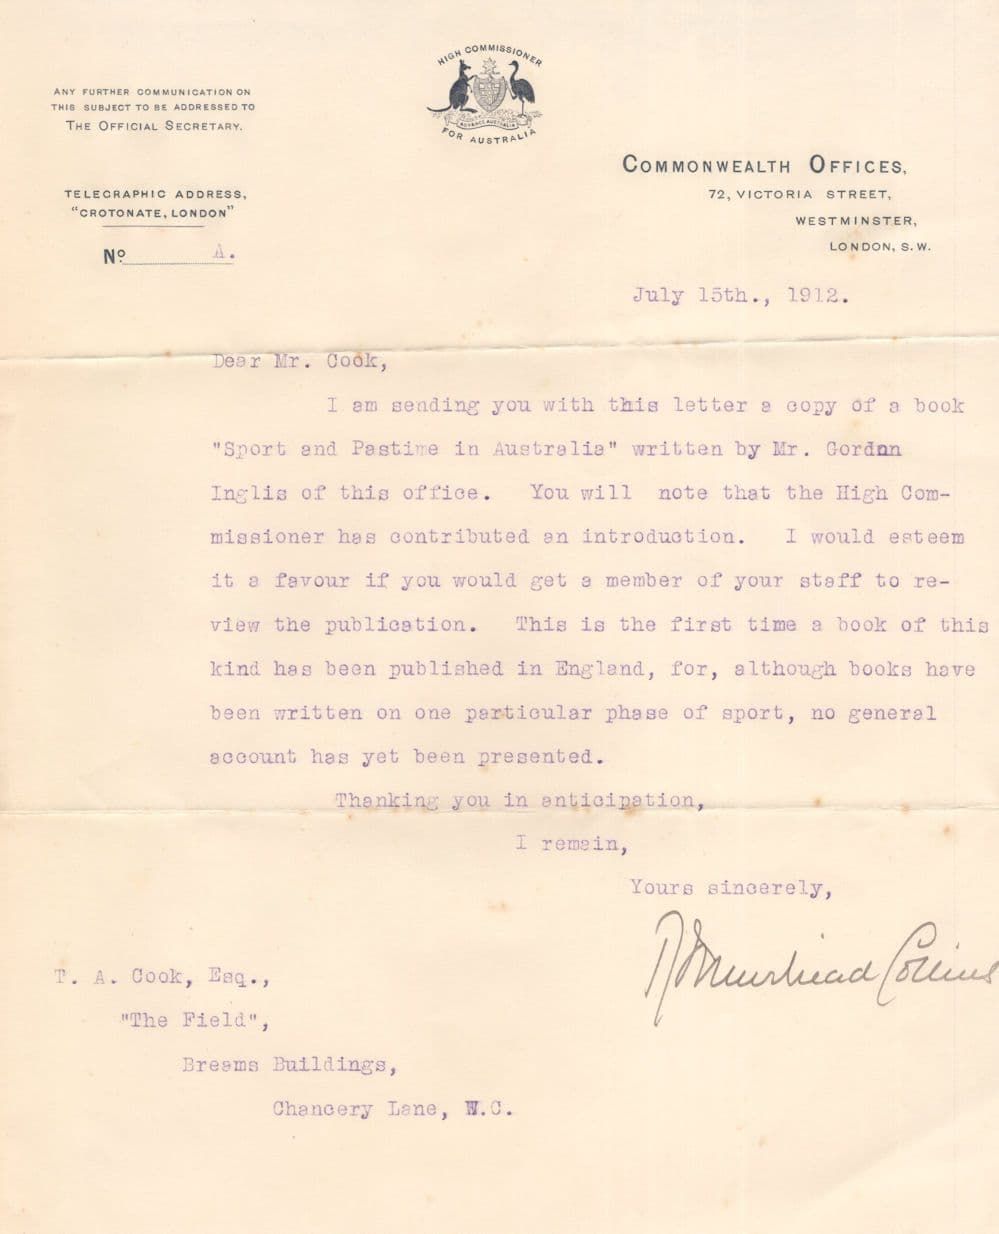 HIGH COMMISSIONER
ADVANCE AUSTRALIA
FOR AUSTRALIA
ANY FURTHER COMMUNICATION ON
THIS SUBJECT TO BE ADDRESSED TO
THE OFFICIAL SECRETARY.
TELEGRAPHIC ADDRESS,
"CROTONATE, LONDON"
No. A.
COMMONWEALTH OFFICES,
72, VICTORIA STREET,
WESTMINSTER,
LONDON, S.W.
July 15th., 1912.
Dear Mr. Cook,
I am sending you with this letter a copy of a book
"Sport and Pastime in Australia" written by Mr. Gordon
Inglis of this office. You will note that the High Com-
missioner has contributed an introduction. I would esteem
it a favour if you would get a member of your staff to re-
view the publication. This is the first time a book of this
kind has been published in England, for, although books have
been written on one particular phase of sport, no general
account has yet been presented.
Thanking you in anticipation,
I remain,
Yours sincerely,
R Muirhead Collins
T. A. Cook, Esq.,
"The Field",
Breams Buildings,
Chancery Lane, W.C.